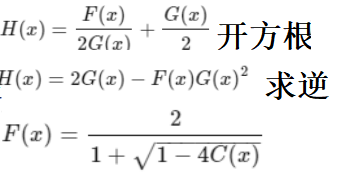 H(x) = F(x)/2G(x) + G(x)/2 开方根
H(x) = 2G(x) − F(x)G(x)² 求逆
F(x) = 2/(1 + √(1 − 4C(x)))